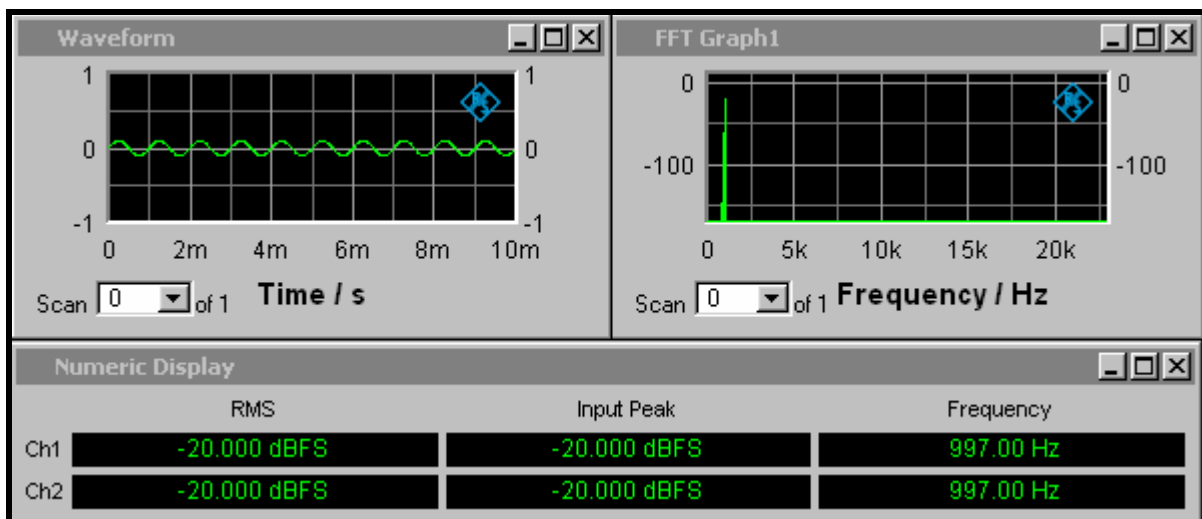 Waveform
1 1
0 0
-1 -1
0 2m 4m 6m 8m 10m
Scan 0 of 1 Time / s
FFT Graph1
0 0
-100 -100
0 5k 10k 15k 20k
Scan 0 of 1 Frequency / Hz
Numeric Display
RMS Input Peak Frequency
Ch1 -20.000 dBFS -20.000 dBFS 997.00 Hz
Ch2 -20.000 dBFS -20.000 dBFS 997.00 Hz